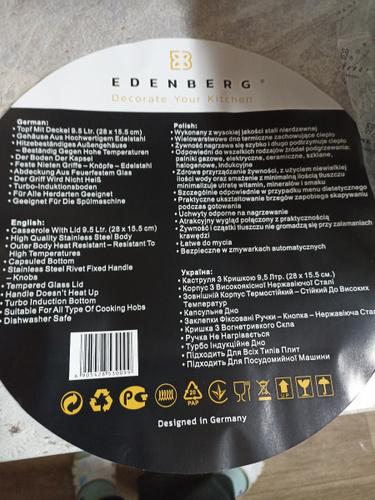 EDENBERG
Decorate Your Kitchen
German:
• Topf Mit Deckel 9.5 Ltr. (28 x 15.5 cm)
• Gehäuse Aus Hochwertigem Edelstahl
• Hitzebeständiges Außengehäuse
– Beständig Gegen Hohe Temperaturen
• Der Boden Der Kapsel
• Feste Nieten Griffe – Knöpfe – Edelstahl
• Abdeckung Aus Feuerfestem Glas
• Der Griff Wird Nicht Heiß
• Turbo-Induktionsboden
• Für Alle Herdarten Geeignet
• Geeignet Für Die Spülmaschine
English:
• Casserole With Lid 9.5 Ltr. (28 x 15.5 cm)
• High Quality Stainless Steel Body
• Outer Body Heat Resistant – Resistant To
High Temperatures
• Capsuled Bottom
• Stainless Steel Rivet Fixed Handle –
Knobs
• Tempered Glass Lid
• Handle Doesn't Heat Up
• Turbo Induction Bottom
• Suitable For All Type Of Cooking Hobs
• Dishwasher Safe
Polish:
• Wykonany z wysokiej jakości stali nierdzewnej
• Wielowarstwowe dno termiczne zachowujące ciepło
• Żywność nagrzewa się szybko i długo podtrzymuje ciepło
• Odpowiedni do wszelkich rodzajów źródeł podgrzewania:
palniki gazowe, elektryczne, ceramiczne, szklane,
halogenowe, indukcyjne
• Zdrowe przyrządzanie żywności, z użyciem niewielkiej
ilości wody oraz smażenie z minimalną ilością tłuszczu
minimalizuje utratę witamin, minerałów i smaku
• Szczególnie odpowiednie w przypadku menu dietetycznego
• Praktyczne ukształtowanie brzegów zapobiega skapywaniu
podczas gotowania
• Uchwyty odporne na nagrzewanie
• Atrakcyjny wygląd połączony z praktycznością
• Żywność i cząstki tłuszczu nie gromadzą się przy załamaniach
krawędzi
• Łatwe do mycia
• Bezpieczne w zmywarkach automatycznych
Україна:
• Каструля З Кришкою 9,5 Лтр. (28 x 15.5 см.)
• Корпус З Високоякісної Нержавіючої Сталі
• Зовнішній Корпус Термостійкий – Стійкий До Високих
Температур
• Капсульне Дно
• Заклепки Фіксовані Ручки – Кнопка – Нержавіюча Сталь
• Кришка З Вогнетривкого Скла
• Ручка Не Нагрівається
• Турбо Індукційне Дно
• Підходить Для Всіх Типів Плит
• Підходить Для Посудомийної Машини
20
PAP
Designed in Germany